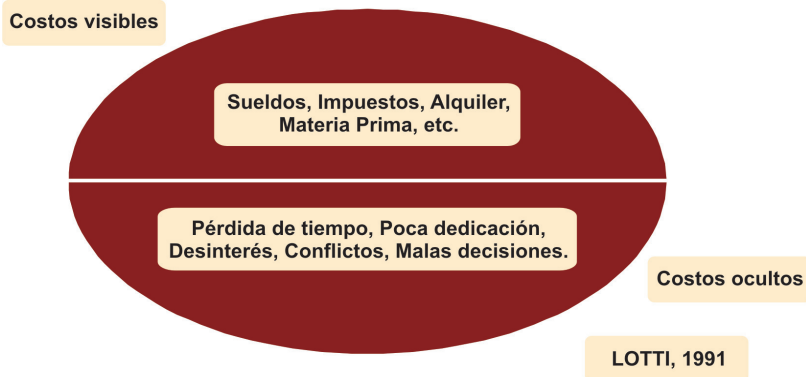 Costos visibles
Sueldos, Impuestos, Alquiler,
Materia Prima, etc.
Pérdida de tiempo, Poca dedicación,
Desinterés, Conflictos, Malas decisiones.
Costos ocultos
LOTTI, 1991